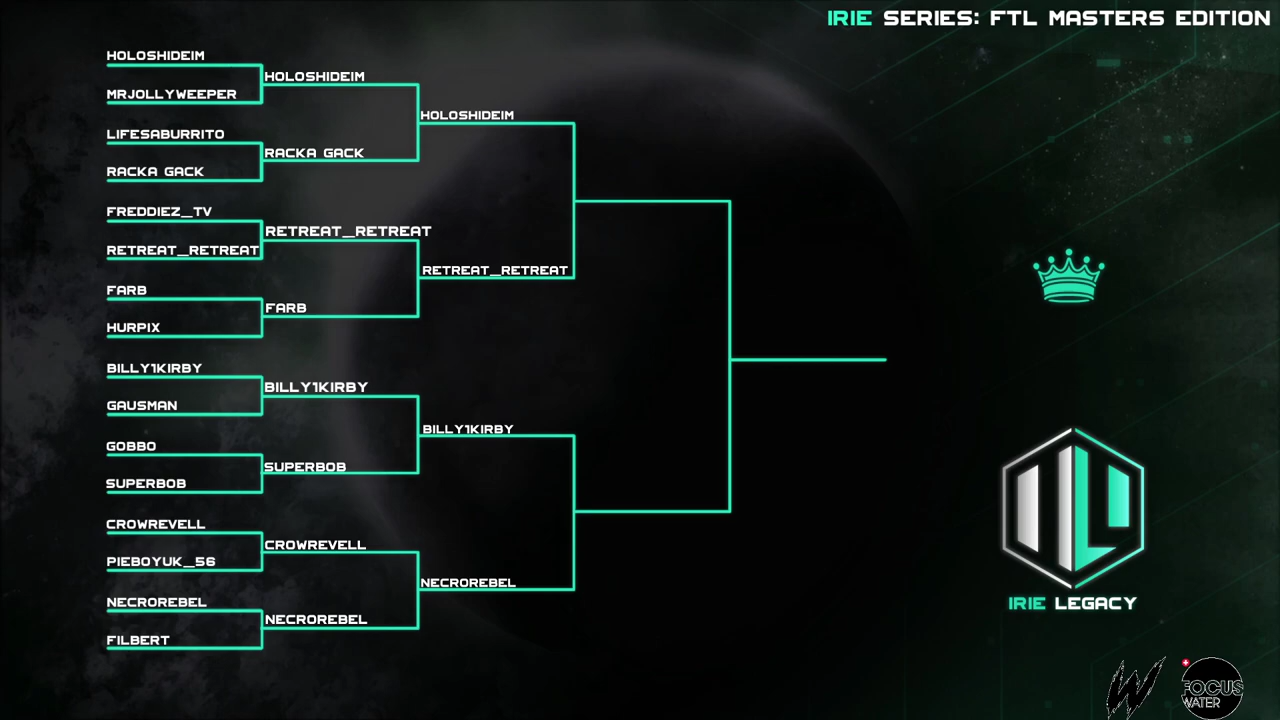 IRIE SERIES: FTL MASTERS EDITION
HOLOSHIDEIM
MRJOLLYWEEPER
LIFESABURRITO
RACKA GACK
FREDDIEZ_TV
RETREAT_RETREAT
FARB
HURPIX
BILLY1KIRBY
GAUSMAN
GOBBO
SUPERBOB
CROWREVELL
PIEBOYUK_56
NECROREBEL
FILBERT
HOLOSHIDEIM
RACKA GACK
RETREAT_RETREAT
FARB
BILLY1KIRBY
SUPERBOB
CROWREVELL
NECROREBEL
HOLOSHIDEIM
RETREAT_RETREAT
BILLY1KIRBY
NECROREBEL
IRIE LEGACY
W
FOCUS
WATER